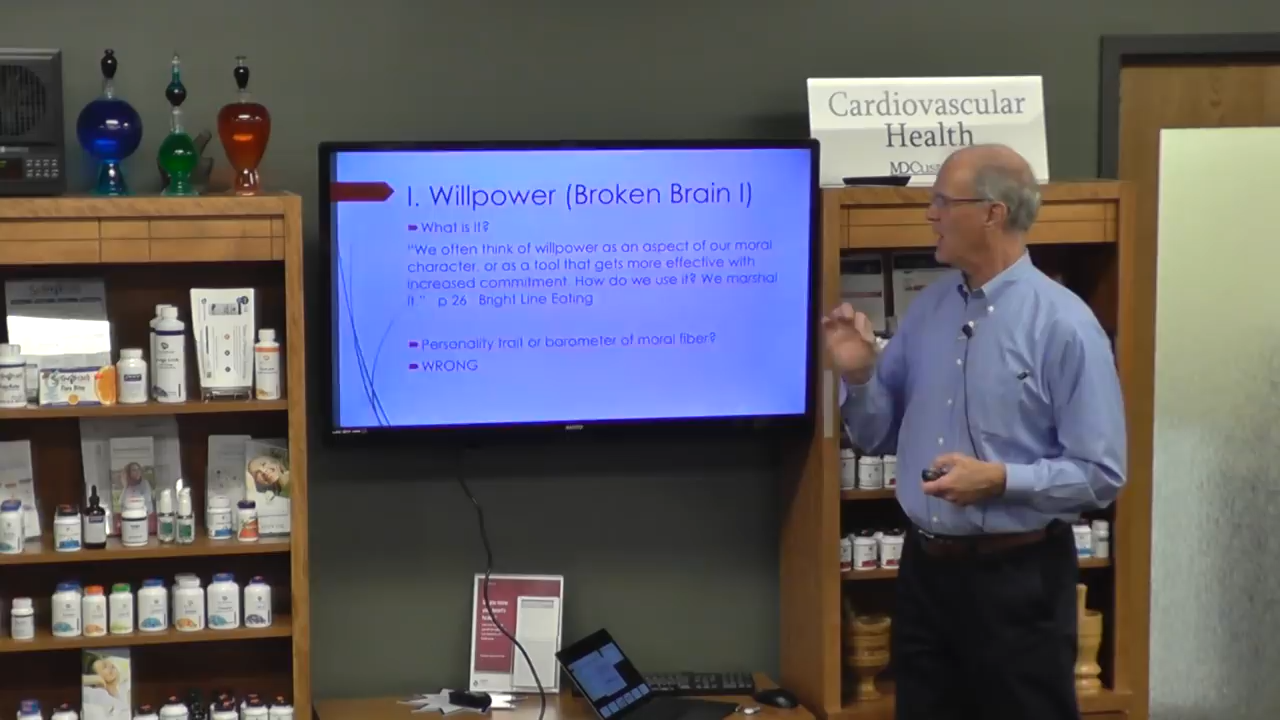 Cardiovascular
Health
I. Willpower (Broken Brain I)
What is it?
“We often think of willpower as an aspect of our moral
character, or as a tool that gets more effective with
increased commitment. How do we use it? We marshal
it.” p 26 Bright Line Eating
Personality trait or barometer of moral fiber?
WRONG